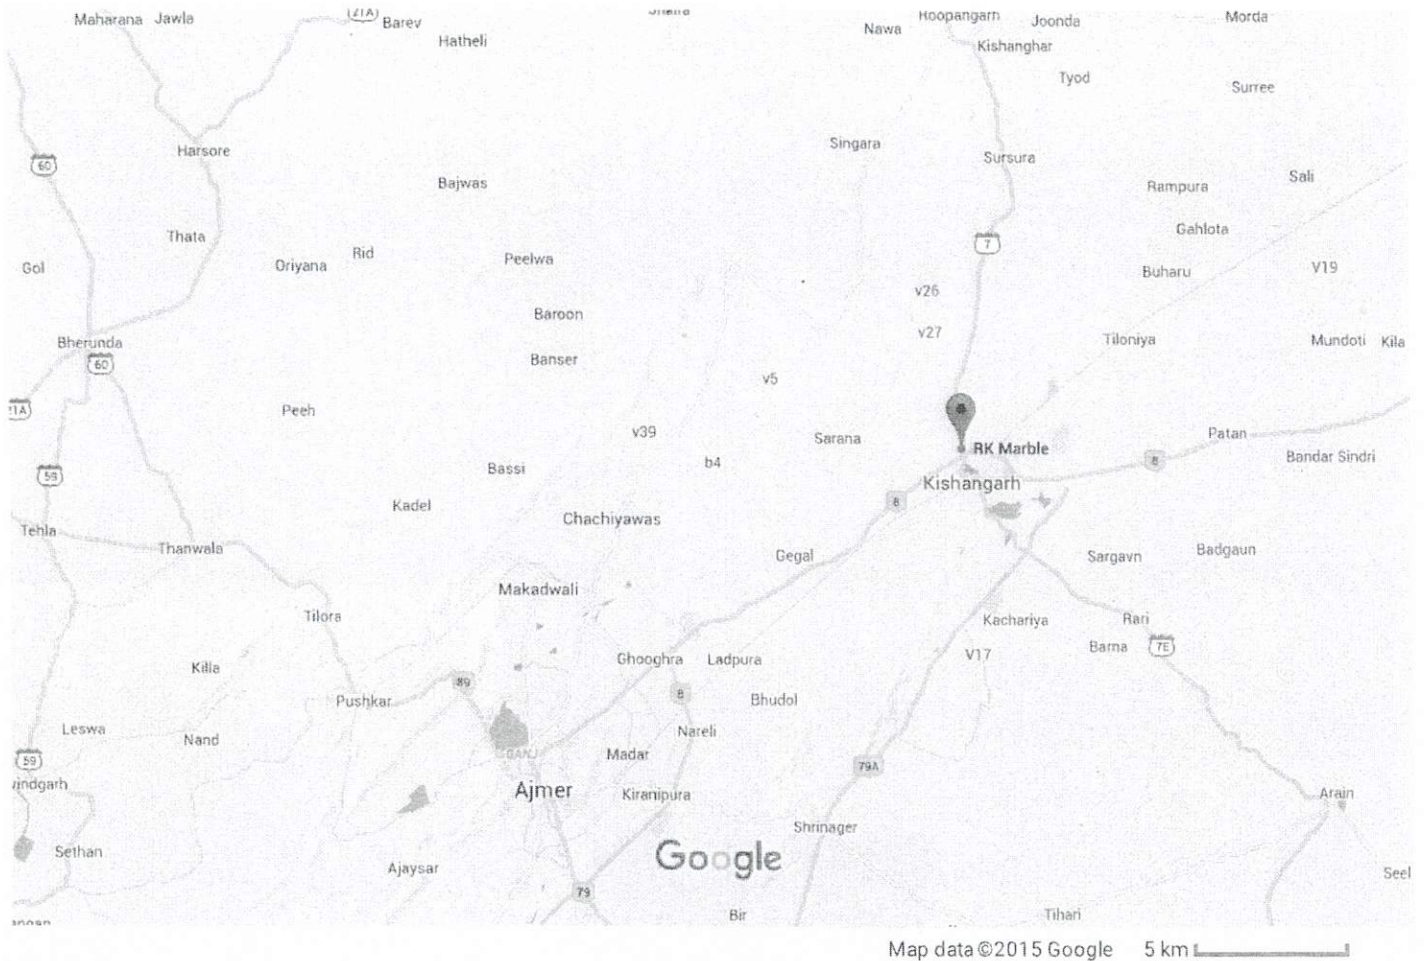 Maharana Jawla
21A
Barev
Hatheli
Nawa
Roopangarh
Joonda
Morda
Kishanghar
Tyod
Surree
60
Harsore
Singara
Sursura
Bajwas
Rampura
Sali
Thata
Gahlota
Gol
Oriyana
Rid
Peelwa
7
Buharu
V19
v26
Baroon
v27
Bherunda
Tiloniya
Mundoti
Kila
60
Banser
v5
21A
Peeh
v39
Sarana
Patan
RK Marble
59
Bassi
b4
8
Bandar Sindri
Kishangarh
Kadel
8
Tehla
Chachiyawas
Thanwala
Gegal
Sargavn
Badgaun
Makadwali
Tilora
Kachariya
Rari
Killa
Ghooghra
Ladpura
V17
Barna
7E
89
8
Pushkar
Bhudol
Leswa
Nand
Nareli
59
GANJ
Madar
79A
indgarh
Ajmer
Kiranipura
Arain
Shrinager
Sethan
Ajaysar
Google
Seel
79
Bir
Tihari
Map data ©2015 Google 5 km